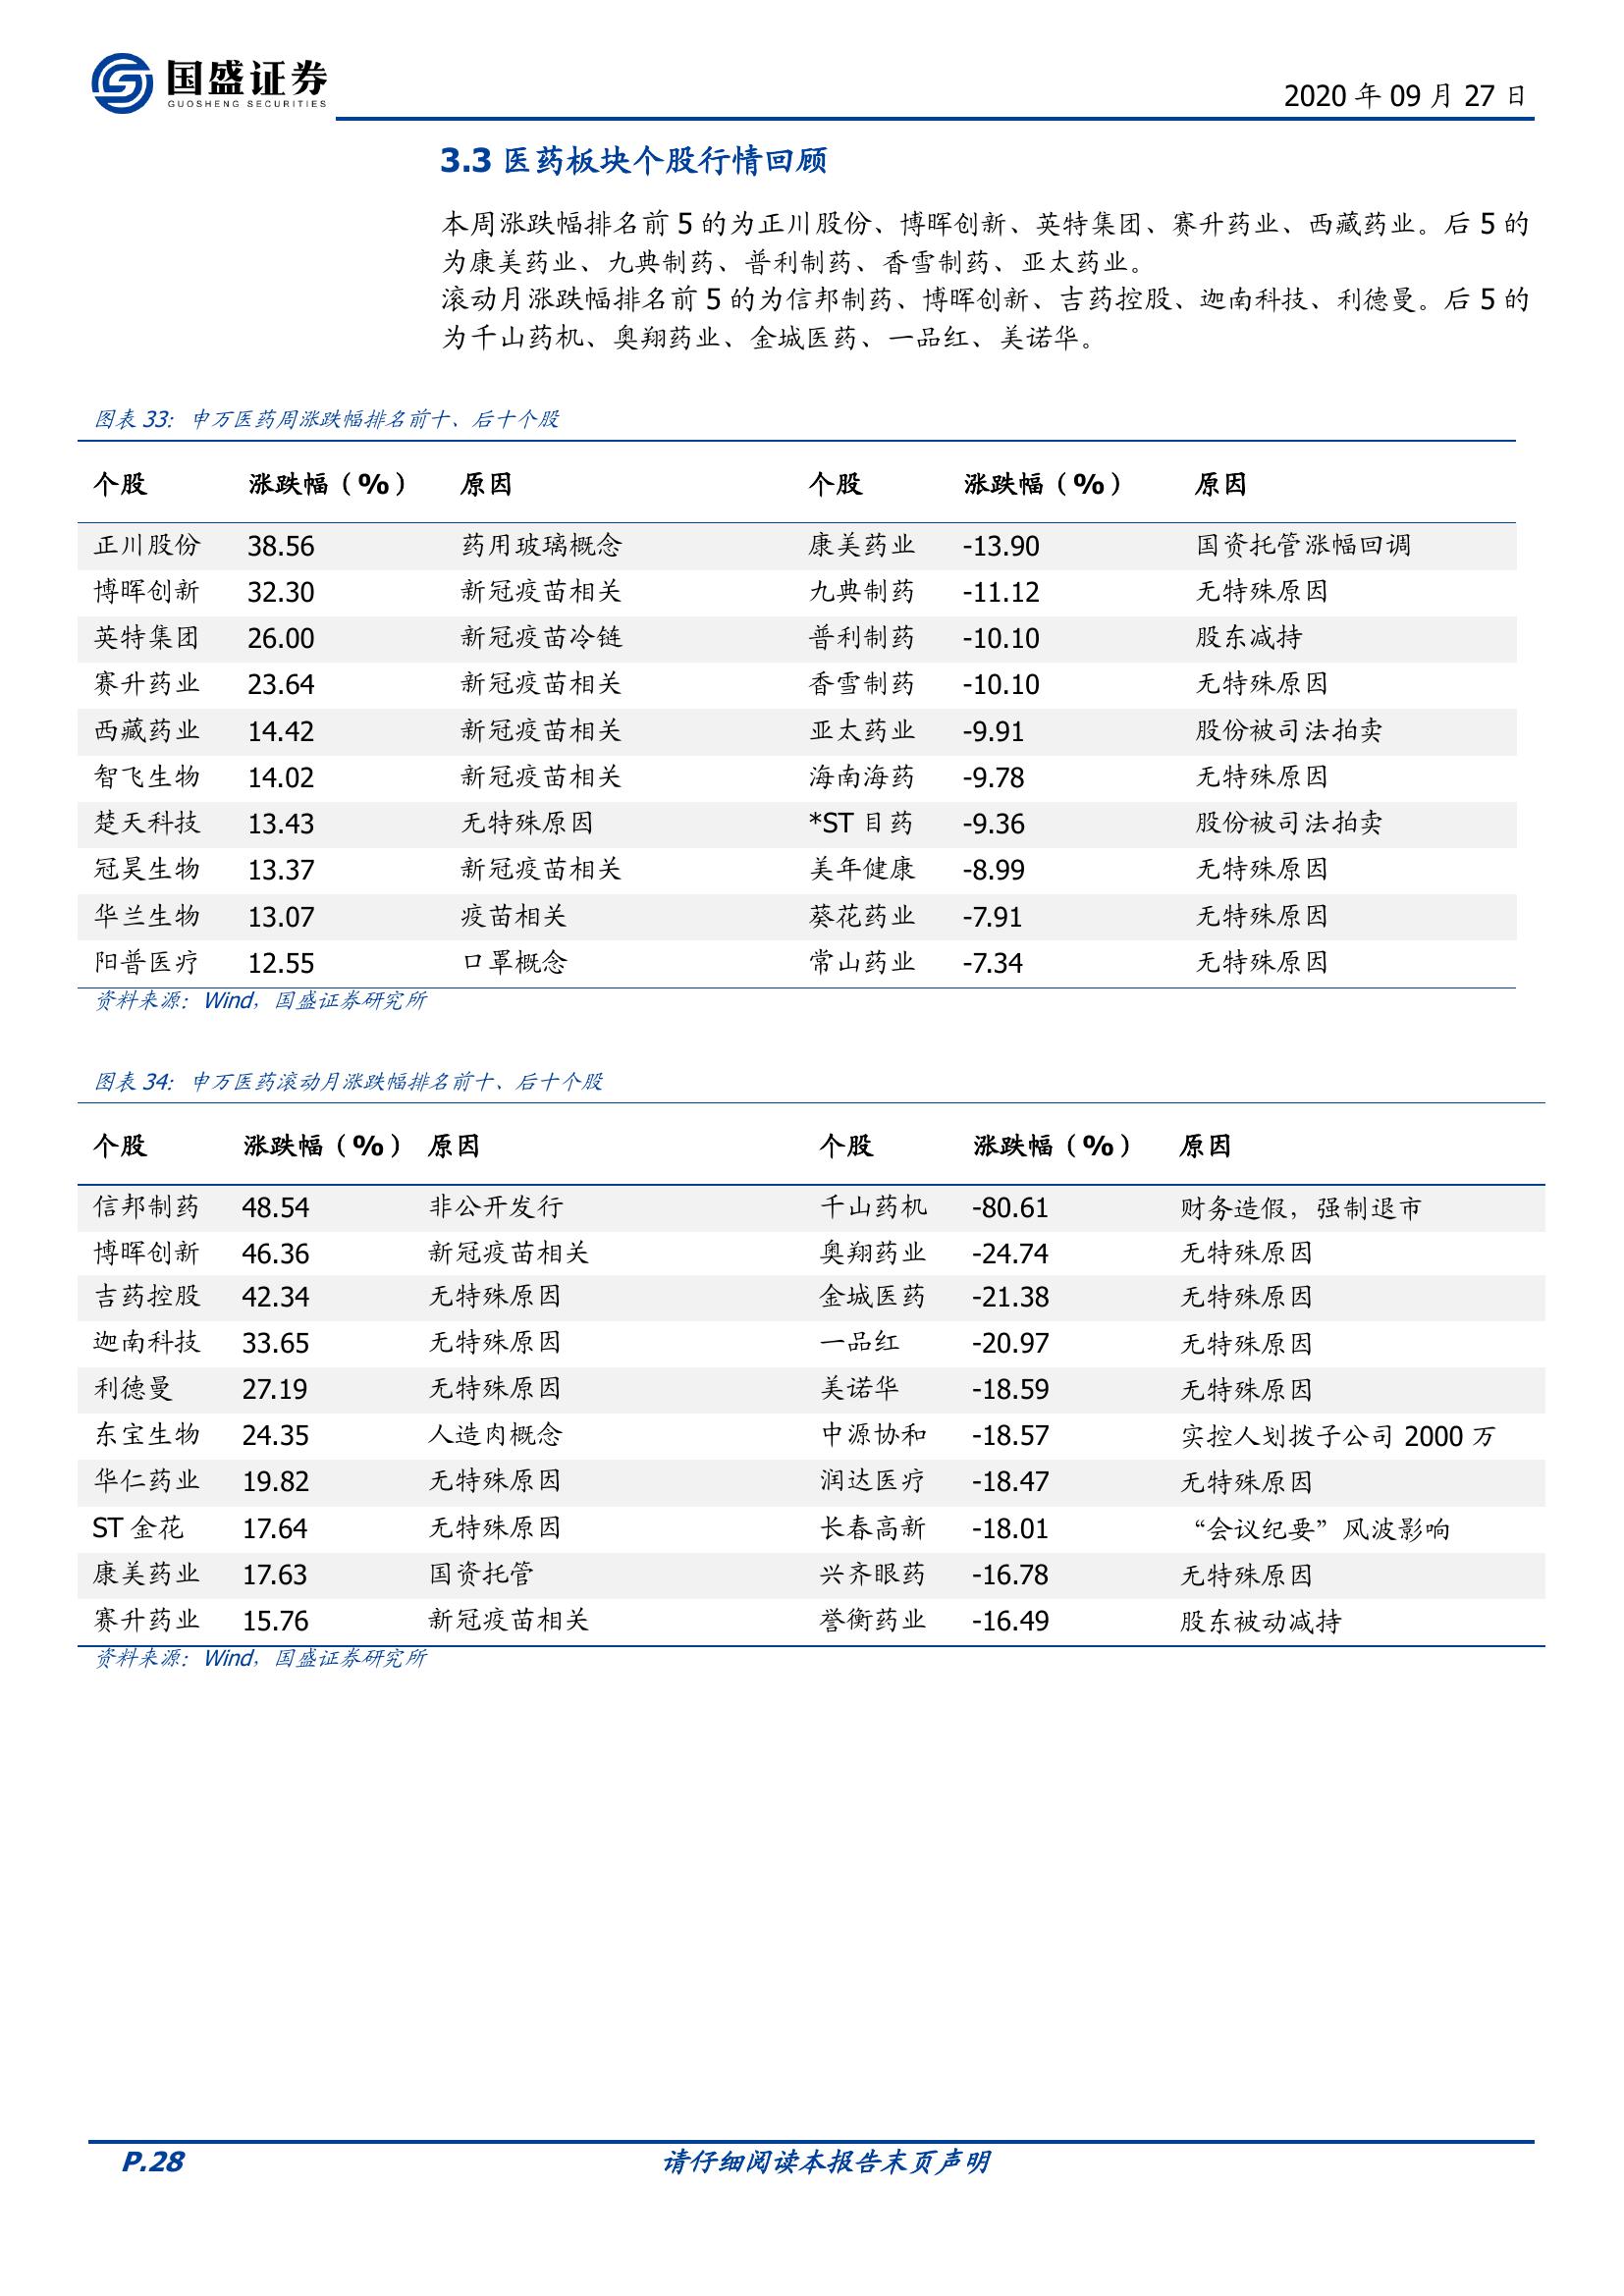 国盛证券
GUOSHENG SECURITIES
2020 年 09 月 27 日
3.3 医药板块个股行情回顾
本周涨跌幅排名前 5 的为正川股份、博晖创新、英特集团、赛升药业、西藏药业。后 5 的
为康美药业、九典制药、普利制药、香雪制药、亚太药业。
滚动月涨跌幅排名前 5 的为信邦制药、博晖创新、吉药控股、迦南科技、利德曼。后 5 的
为千山药机、奥翔药业、金城医药、一品红、美诺华。
图表 33：申万医药周涨跌幅排名前十、后十个股
个股 涨跌幅（%） 原因 个股 涨跌幅（%） 原因
正川股份 38.56 药用玻璃概念 康美药业 -13.90 国资托管涨幅回调
博晖创新 32.30 新冠疫苗相关 九典制药 -11.12 无特殊原因
英特集团 26.00 新冠疫苗冷链 普利制药 -10.10 股东减持
赛升药业 23.64 新冠疫苗相关 香雪制药 -10.10 无特殊原因
西藏药业 14.42 新冠疫苗相关 亚太药业 -9.91 股份被司法拍卖
智飞生物 14.02 新冠疫苗相关 海南海药 -9.78 无特殊原因
楚天科技 13.43 无特殊原因 *ST 目药 -9.36 股份被司法拍卖
冠昊生物 13.37 新冠疫苗相关 美年健康 -8.99 无特殊原因
华兰生物 13.07 疫苗相关 葵花药业 -7.91 无特殊原因
阳普医疗 12.55 口罩概念 常山药业 -7.34 无特殊原因
资料来源：Wind，国盛证券研究所
图表 34：申万医药滚动月涨跌幅排名前十、后十个股
个股 涨跌幅（%） 原因 个股 涨跌幅（%） 原因
信邦制药 48.54 非公开发行 千山药机 -80.61 财务造假，强制退市
博晖创新 46.36 新冠疫苗相关 奥翔药业 -24.74 无特殊原因
吉药控股 42.34 无特殊原因 金城医药 -21.38 无特殊原因
迦南科技 33.65 无特殊原因 一品红 -20.97 无特殊原因
利德曼 27.19 无特殊原因 美诺华 -18.59 无特殊原因
东宝生物 24.35 人造肉概念 中源协和 -18.57 实控人划拨子公司 2000 万
华仁药业 19.82 无特殊原因 润达医疗 -18.47 无特殊原因
ST 金花 17.64 无特殊原因 长春高新 -18.01 “会议纪要”风波影响
康美药业 17.63 国资托管 兴齐眼药 -16.78 无特殊原因
赛升药业 15.76 新冠疫苗相关 誉衡药业 -16.49 股东被动减持
资料来源：Wind，国盛证券研究所
P.28 请仔细阅读本报告末页声明